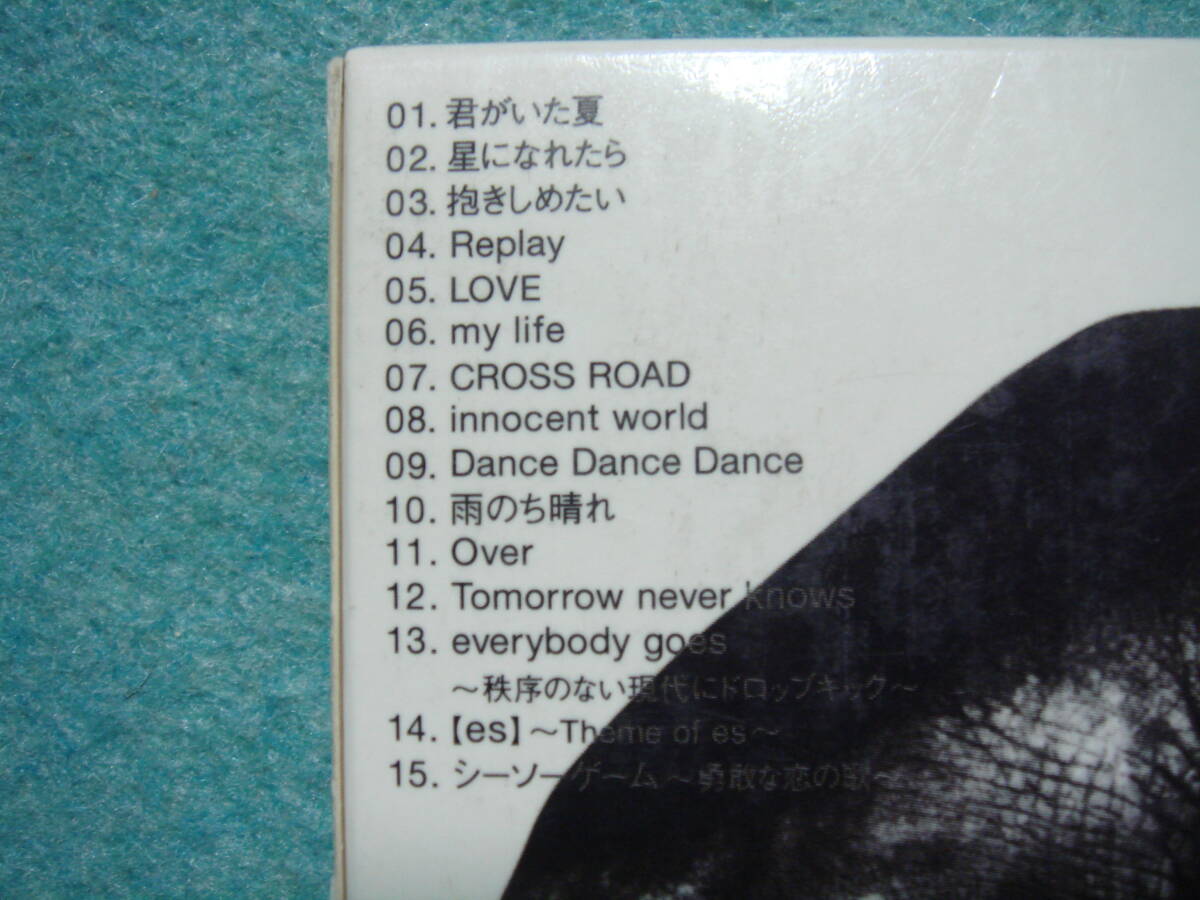 01. 君がいた夏
02. 星になれたら
03. 抱きしめたい
04. Replay
05. LOVE
06. my life
07. CROSS ROAD
08. innocent world
09. Dance Dance Dance
10. 雨のち晴れ
11. Over
12. Tomorrow never knows
13. everybody goes
～秩序のない現代にドロップキック～
14. 【es】～Theme of es～
15. シーソーゲーム ～勇敢な恋の歌～